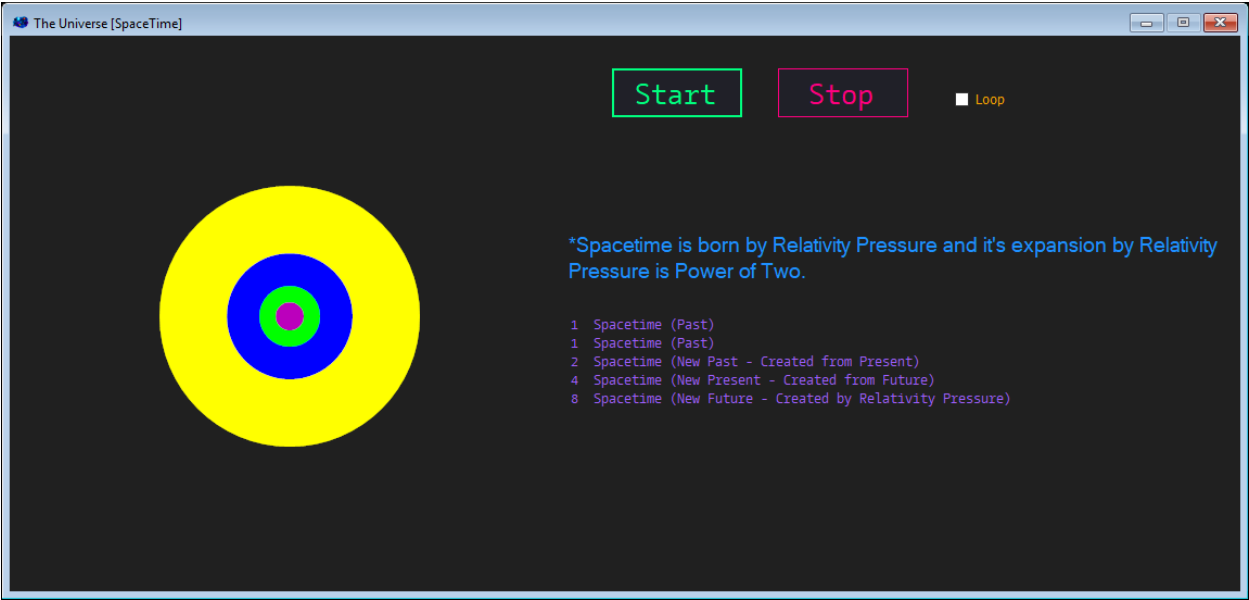 The Universe [SpaceTime]
Start
Stop
Loop
*Spacetime is born by Relativity Pressure and it's expansion by Relativity
Pressure is Power of Two.
1 Spacetime (Past)
1 Spacetime (Past)
2 Spacetime (New Past - Created from Present)
4 Spacetime (New Present - Created from Future)
8 Spacetime (New Future - Created by Relativity Pressure)